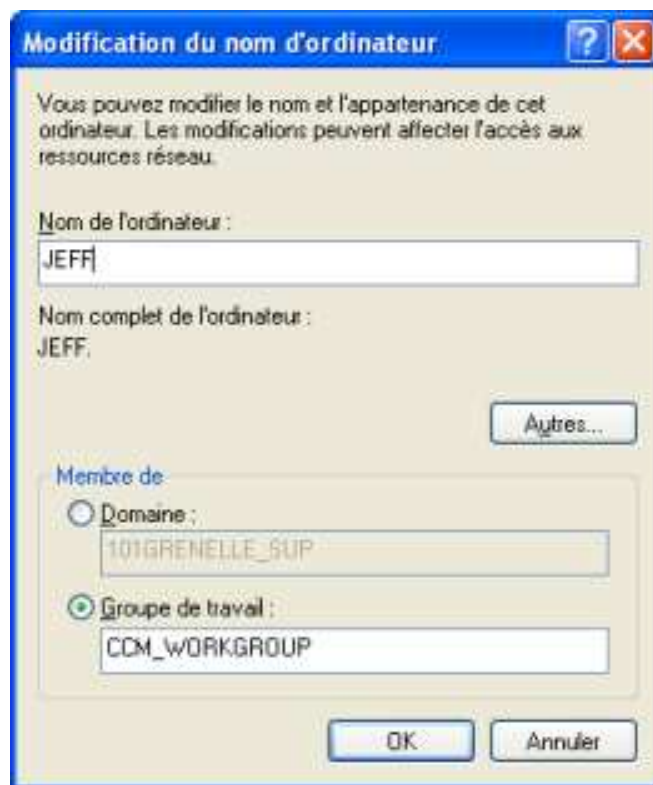 Modification du nom d'ordinateur
Vous pouvez modifier le nom et l'appartenance de cet
ordinateur. Les modifications peuvent affecter l'accès aux
ressources réseau.
Nom de l'ordinateur :
JEFF
Nom complet de l'ordinateur :
JEFF.
Autres...
Membre de
Domaine :
101GRENELLE_SUP
Groupe de travail :
CCM_WORKGROUP
OK Annuler